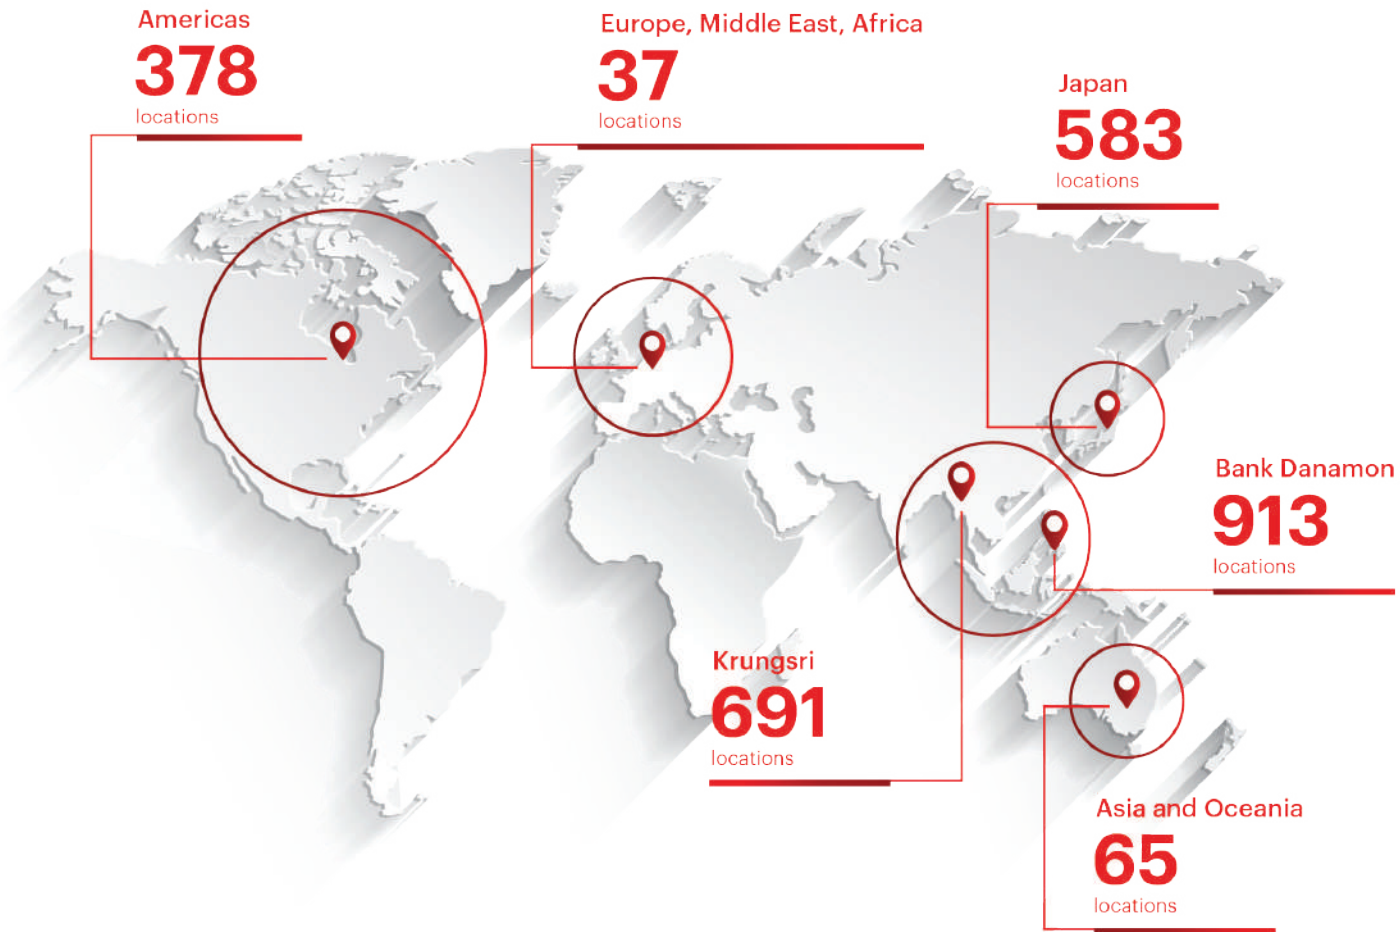 Americas
378
locations
Europe, Middle East, Africa
37
locations
Japan
583
locations
Bank Danamon
913
locations
Krungsri
691
locations
Asia and Oceania
65
locations